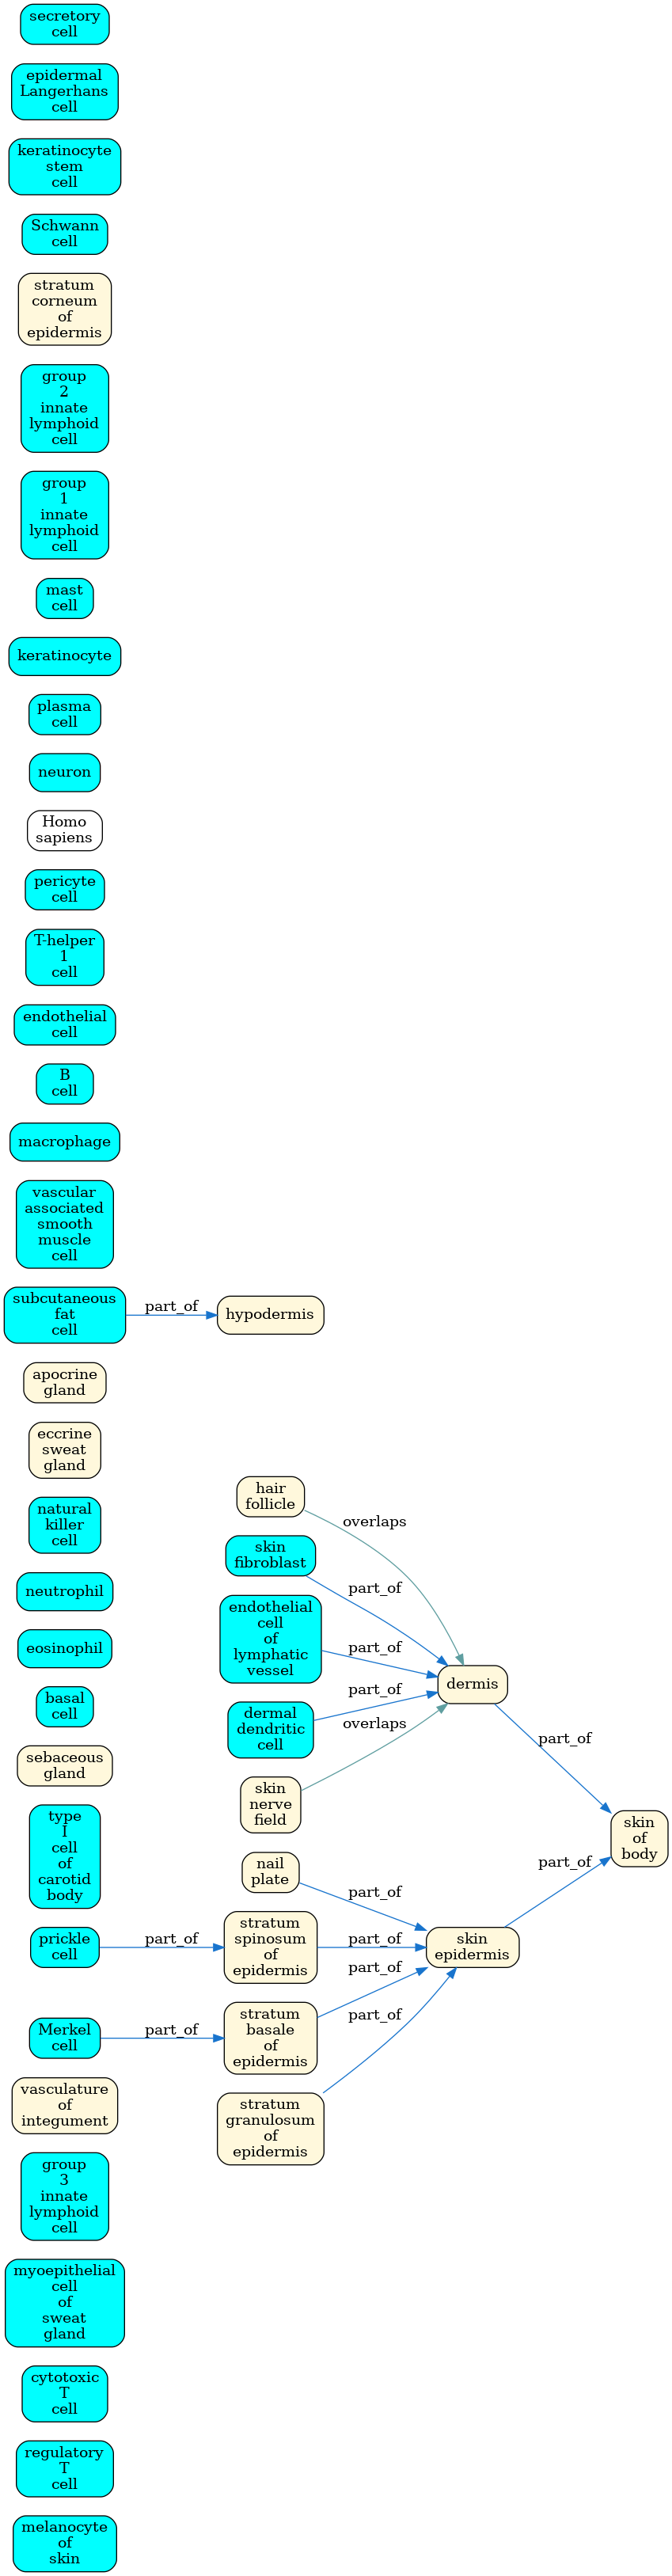 secretory
cell
epidermal
Langerhans
cell
keratinocyte
stem
cell
Schwann
cell
stratum
corneum
of
epidermis
group
2
innate
lymphoid
cell
group
1
innate
lymphoid
cell
mast
cell
keratinocyte
plasma
cell
neuron
Homo
sapiens
pericyte
cell
T-helper
1
cell
endothelial
cell
B
cell
macrophage
vascular
associated
smooth
muscle
cell
subcutaneous
fat
cell
part_of
hypodermis
apocrine
gland
eccrine
sweat
gland
natural
killer
cell
neutrophil
eosinophil
basal
cell
sebaceous
gland
type
I
cell
of
carotid
body
prickle
cell
part_of
Merkel
cell
part_of
vasculature
of
integument
group
3
innate
lymphoid
cell
myoepithelial
cell
of
sweat
gland
cytotoxic
T
cell
regulatory
T
cell
melanocyte
of
skin
hair
follicle
overlaps
skin
fibroblast
part_of
endothelial
cell
of
lymphatic
vessel
part_of
dermal
dendritic
cell
part_of
overlaps
skin
nerve
field
nail
plate
part_of
stratum
spinosum
of
epidermis
part_of
stratum
basale
of
epidermis
part_of
stratum
granulosum
of
epidermis
part_of
dermis
part_of
skin
epidermis
part_of
skin
of
body